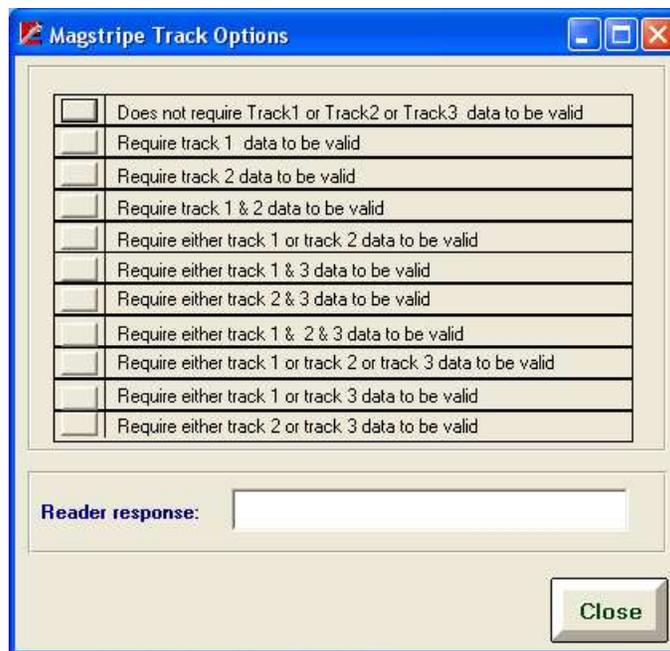 Magstripe Track Options
Does not require Track1 or Track2 or Track3 data to be valid
Require track 1 data to be valid
Require track 2 data to be valid
Require track 1 & 2 data to be valid
Require either track 1 or track 2 data to be valid
Require either track 1 & 3 data to be valid
Require either track 2 & 3 data to be valid
Require either track 1 & 2 & 3 data to be valid
Require either track 1 or track 2 or track 3 data to be valid
Require either track 1 or track 3 data to be valid
Require either track 2 or track 3 data to be valid
Reader response:
Close